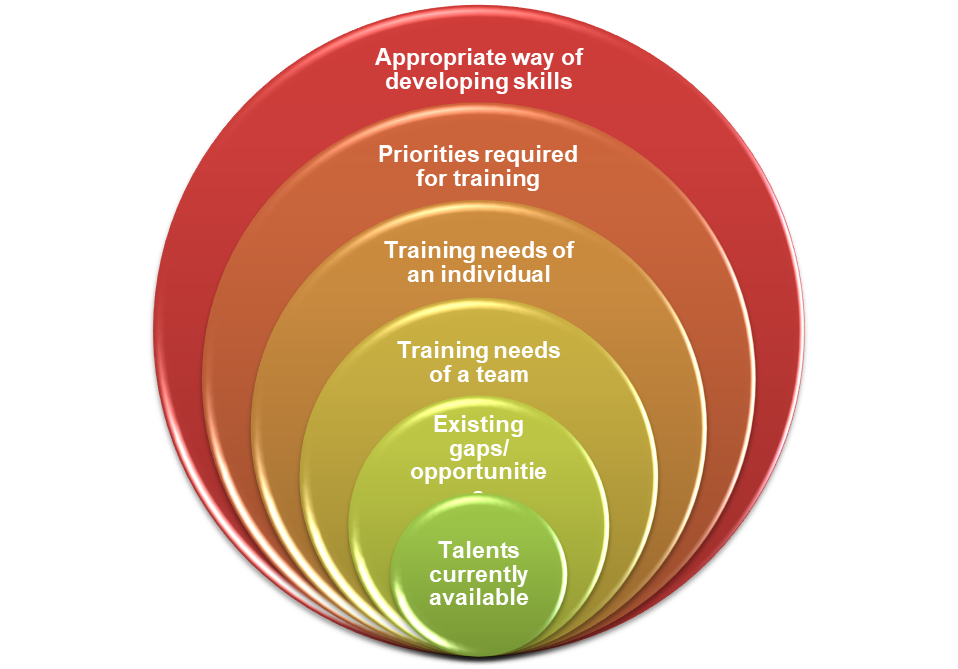 Appropriate way of
developing skills
Priorities required
for training
Training needs of
an individual
Training needs
of a team
Existing
gaps/
opportunitie
Talents
currently
available